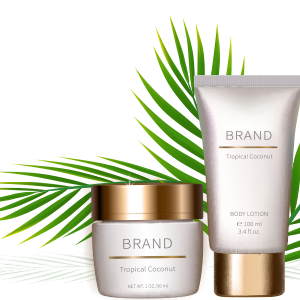 BRAND
Tropical Coconut
BODY LOTION
℮ 100 ml
3.4 fl.oz.
BRAND
Tropical Coconut
NET WT. 1 OZ/30 ml